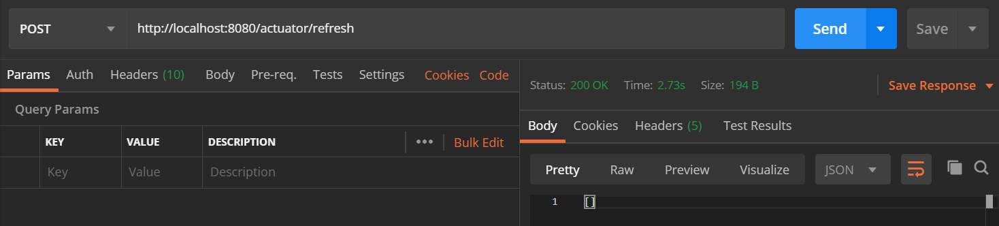 POST http://localhost:8080/actuator/refresh Send Save
Params Auth Headers (10) Body Pre-req. Tests Settings Cookies Code
Query Params
KEY VALUE DESCRIPTION ••• Bulk Edit
Key Value Description
Status: 200 OK Time: 2.73s Size: 194 B Save Response
Body Cookies Headers (5) Test Results
Pretty Raw Preview Visualize JSON
1 []